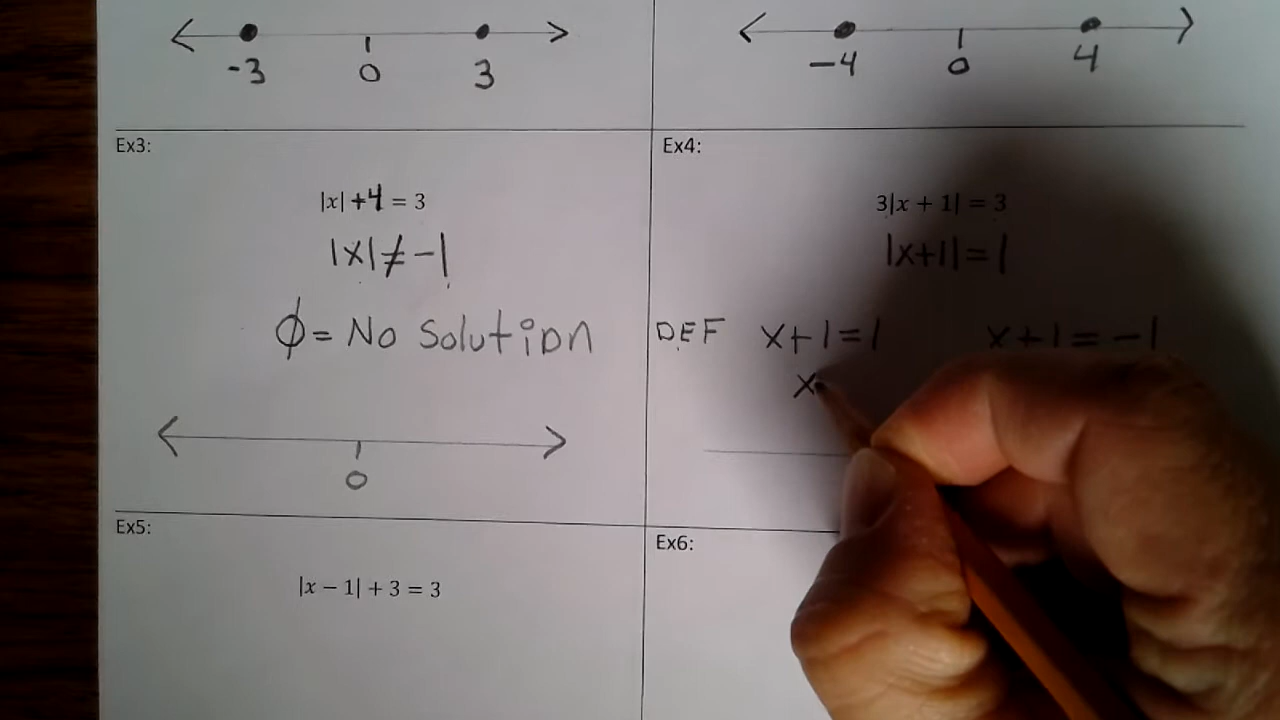 -3 0 3
-4 0 4
Ex3:
|x| +4 = 3
|x| ≠ -1
ϕ = No Solution
0
Ex4:
3|x + 1| = 3
|x+1| = 1
DEF x+1=1 x+1=-1
x
Ex5:
|x − 1| + 3 = 3
Ex6: